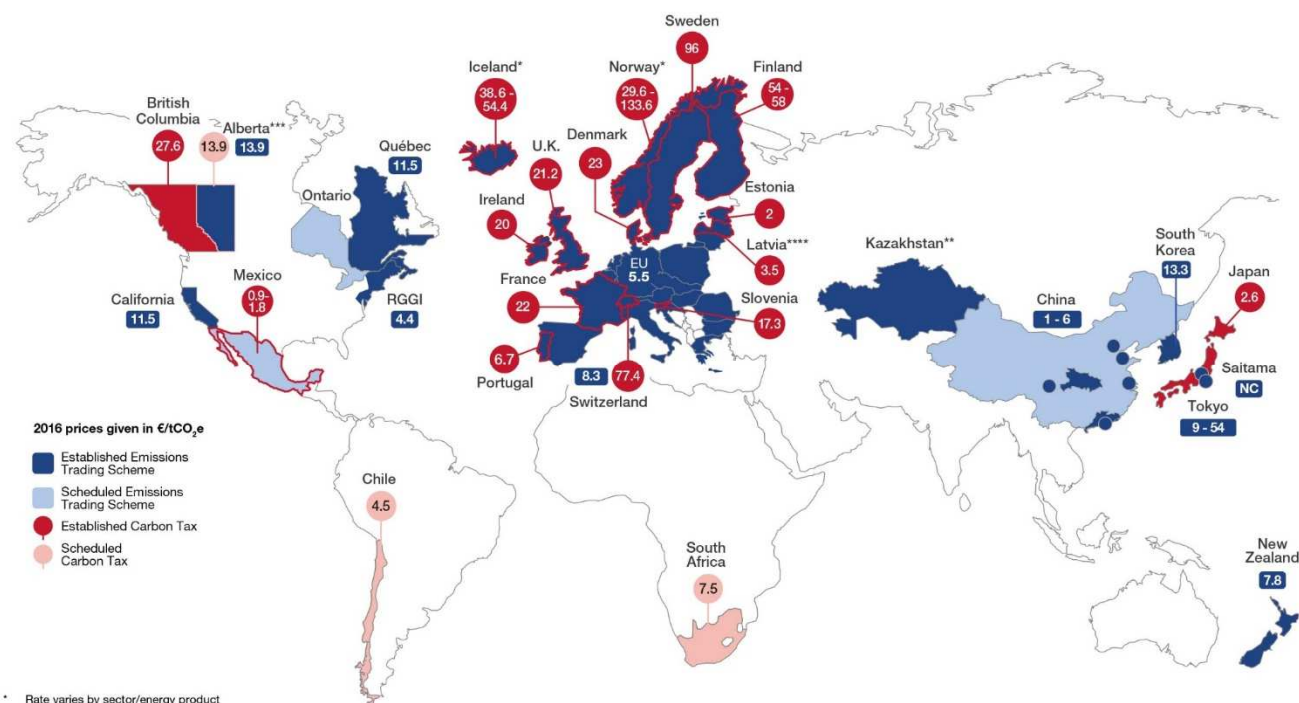 British
Columbia
27.6
Alberta***
13.9
13.9
Québec
11.5
Ontario
California
11.5
Mexico
0.9-
1.8
RGGI
4.4
Iceland*
38.6 -
54.4
Norway*
29.6 -
133.6
Sweden
96
Finland
54 -
58
Denmark
23
U.K.
21.2
Ireland
20
Estonia
2
Latvia****
3.5
EU
5.5
France
22
Slovenia
17.3
6.7
Portugal
8.3
77.4
Switzerland
Kazakhstan**
China
1 - 6
South
Korea
13.3
Japan
2.6
Saitama
NC
Tokyo
9 - 54
2016 prices given in €/tCO₂e
Established Emissions
Trading Scheme
Scheduled Emissions
Trading Scheme
Established Carbon Tax
Scheduled
Carbon Tax
Chile
4.5
South
Africa
7.5
New
Zealand
7.8
* Rate varies by sector/energy product